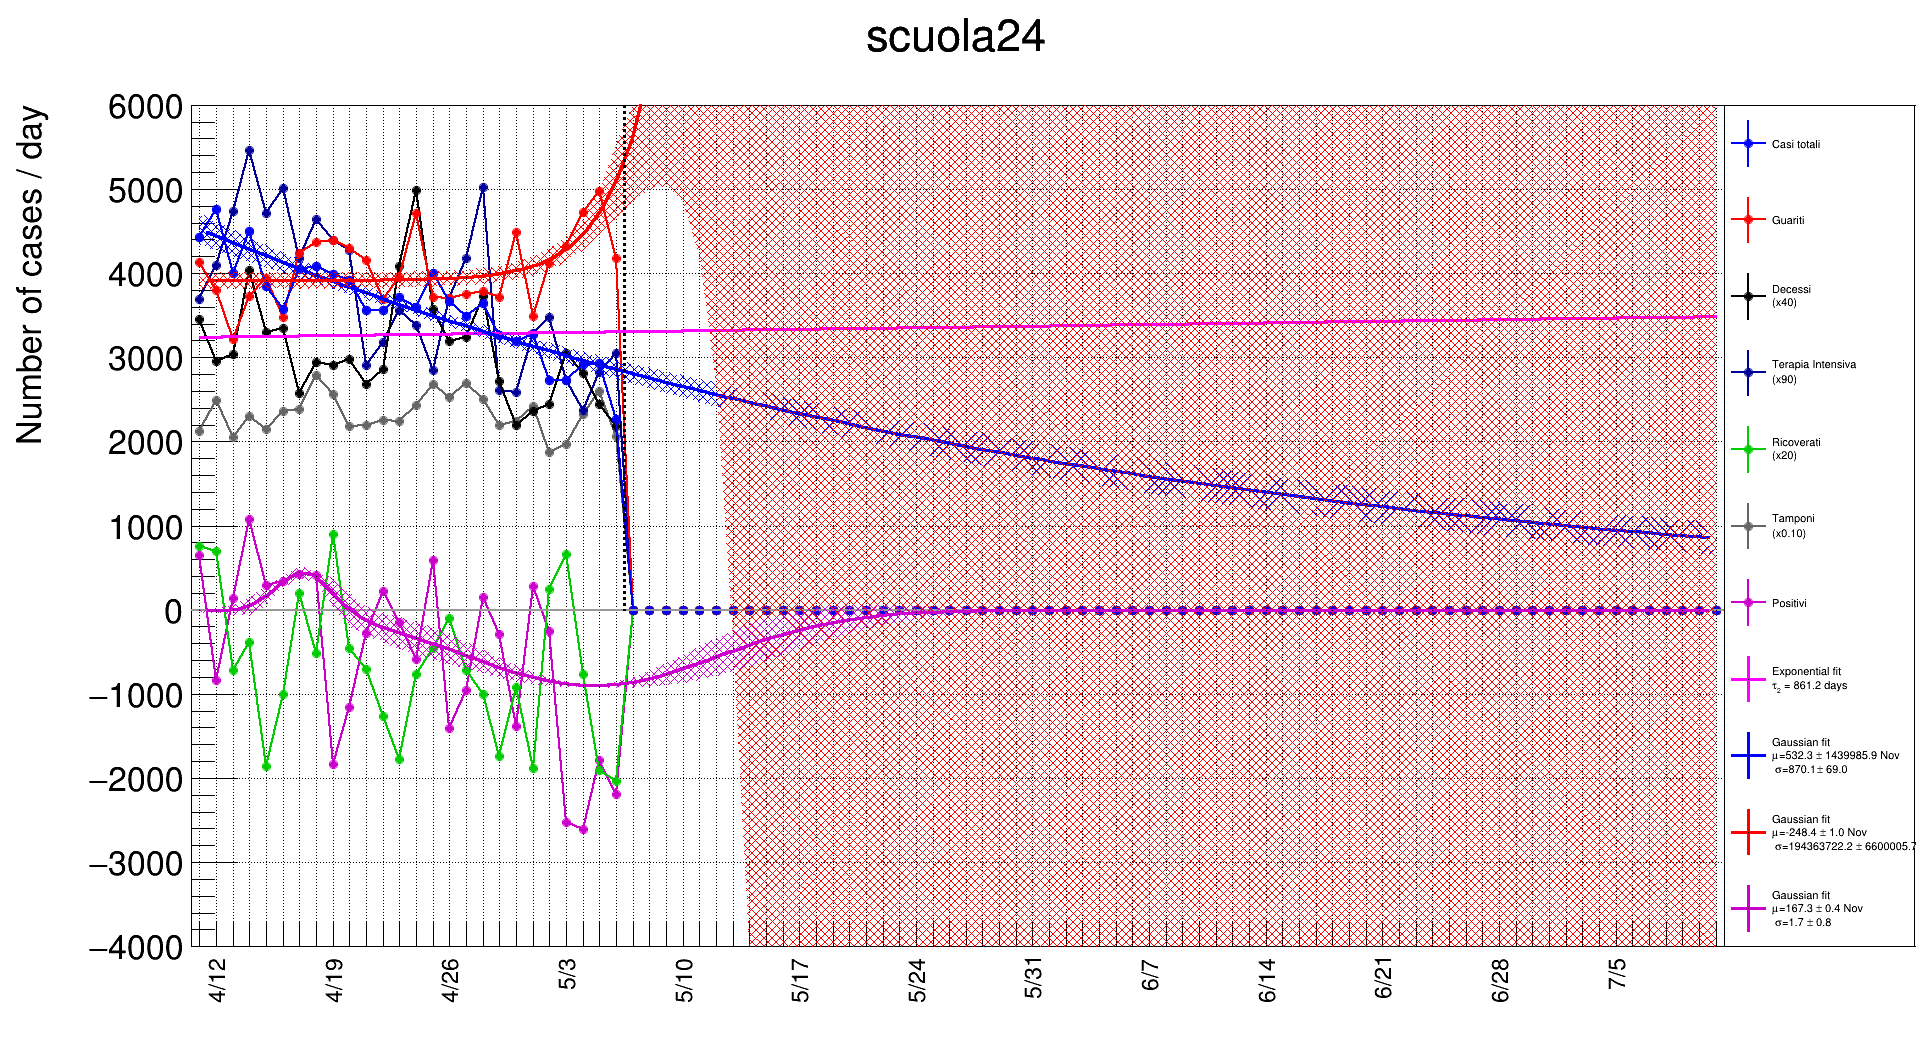 scuola24
Number of cases / day
6000
5000
4000
3000
2000
1000
0
−1000
−2000
−3000
−4000
4/12
4/19
4/26
5/3
5/10
5/17
5/24
5/31
6/7
6/14
6/21
6/28
7/5
Casi totali
Guariti
Decessi
(x40)
Terapia Intensiva
(x90)
Ricoverati
(x20)
Tamponi
(x0.10)
Positivi
Exponential fit
τ2 = 861.2 days
Gaussian fit
μ=532.3 ± 1439985.9 Nov
σ=870.1 ± 69.0
Gaussian fit
μ=-248.4 ± 1.0 Nov
σ=194363722.2 ± 6600005.7
Gaussian fit
μ=167.3 ± 0.4 Nov
σ=1.7 ± 0.8